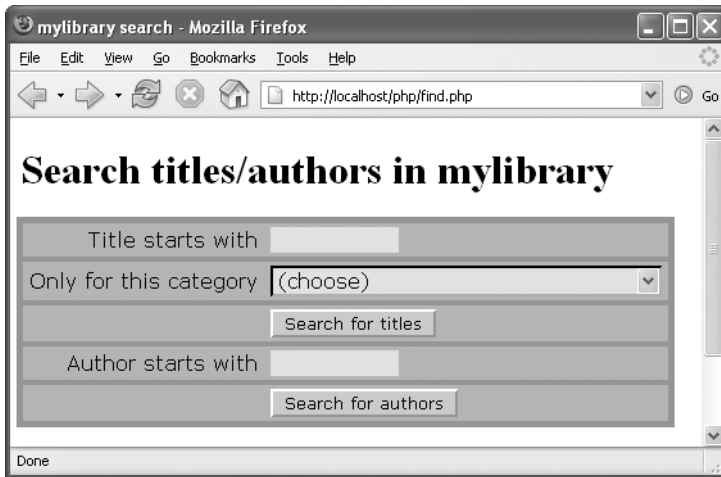 mylibrary search - Mozilla Firefox
File Edit View Go Bookmarks Tools Help
http://localhost/php/find.php Go
Search titles/authors in mylibrary
Title starts with
Only for this category (choose)
Search for titles
Author starts with
Search for authors
Done